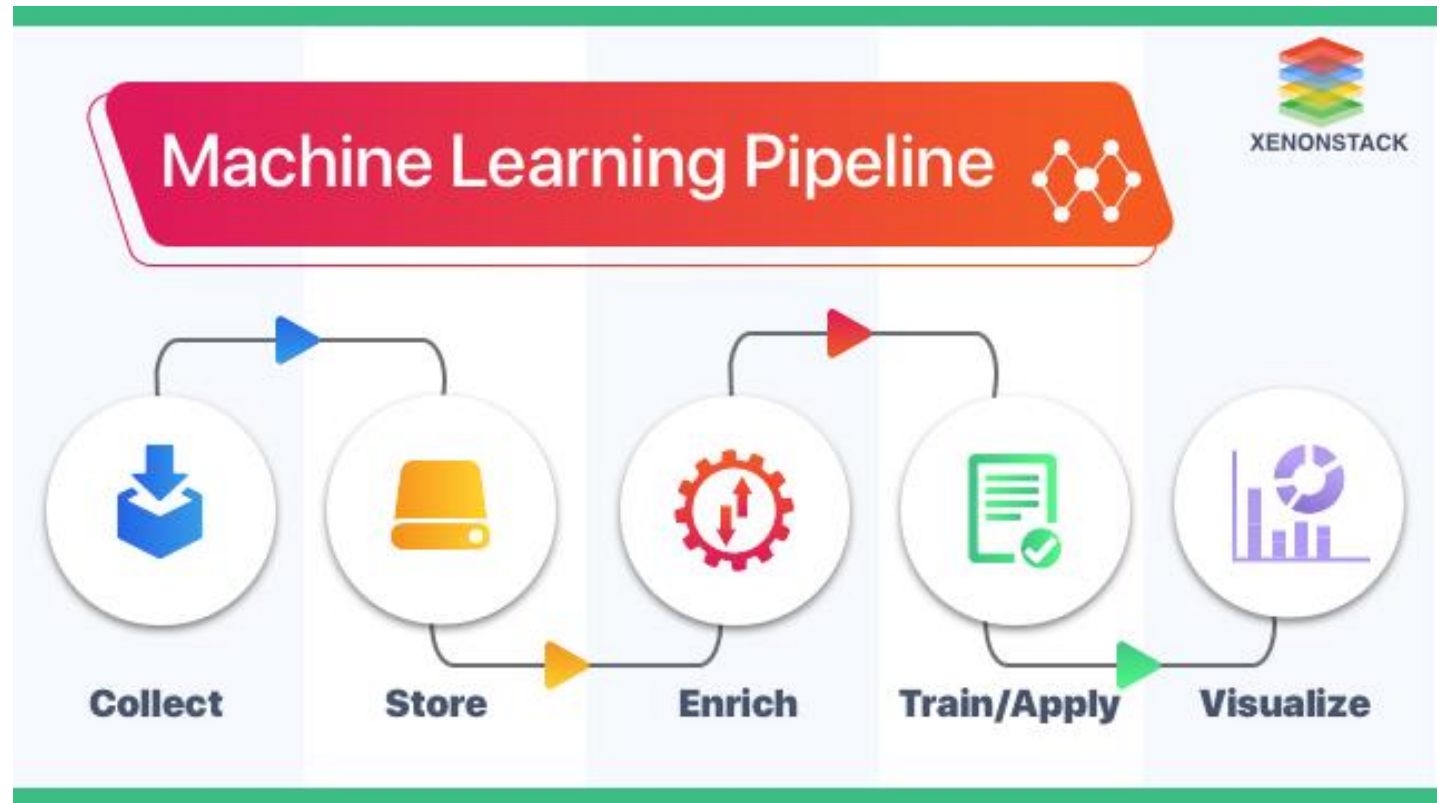 Machine Learning Pipeline
XENONSTACK
Collect
Store
Enrich
Train/Apply
Visualize